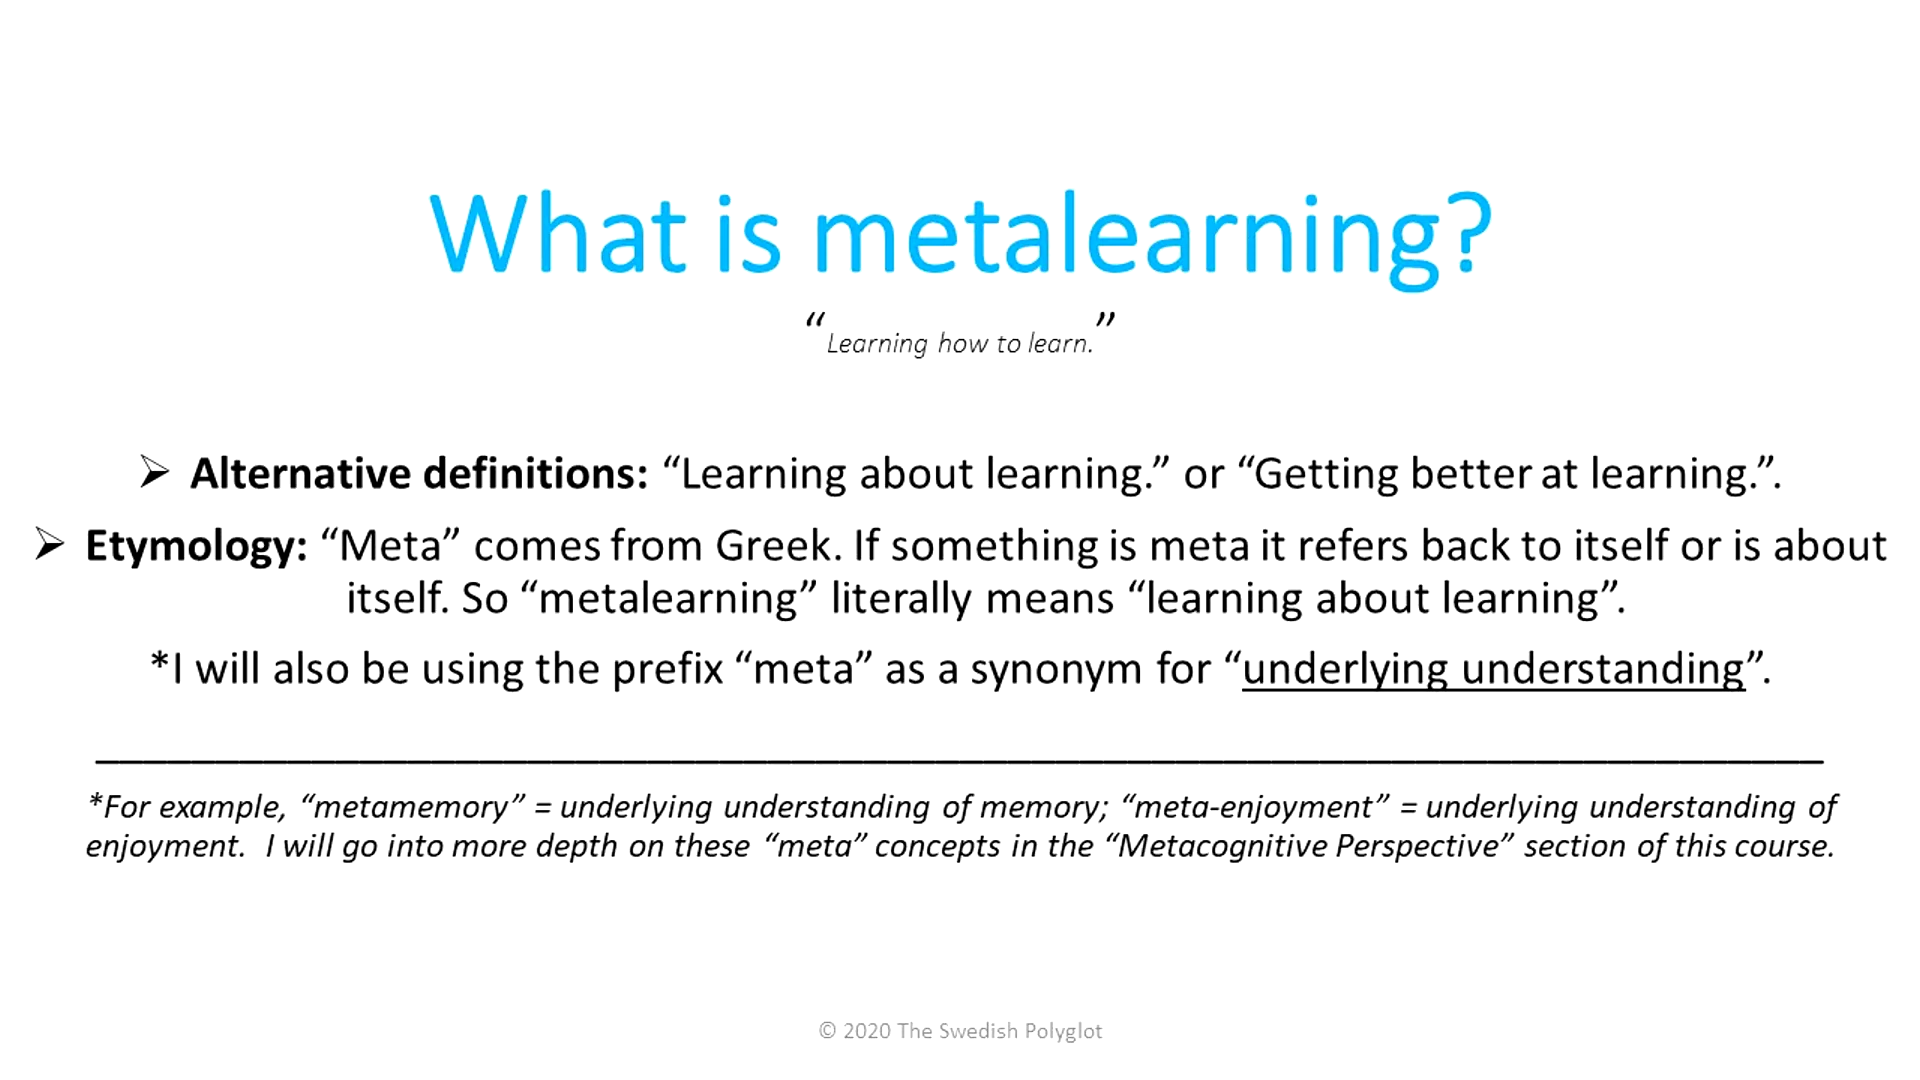 What is metalearning?
“Learning how to learn.”
➢ Alternative definitions: “Learning about learning.” or “Getting better at learning.”.
➢ Etymology: “Meta” comes from Greek. If something is meta it refers back to itself or is about
itself. So “metalearning” literally means “learning about learning”.
*I will also be using the prefix “meta” as a synonym for “underlying understanding”.
*For example, “metamemory” = underlying understanding of memory; “meta-enjoyment” = underlying understanding of
enjoyment.  I will go into more depth on these “meta” concepts in the “Metacognitive Perspective” section of this course.
© 2020 The Swedish Polyglot